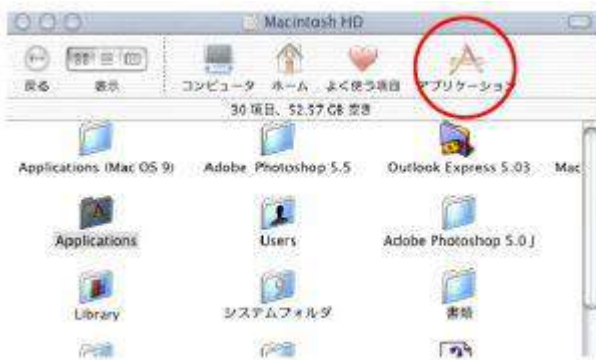 Macintosh HD
戻る 表示 コンピュータ ホーム よく使う項目 アプリケーション
30 項目、52.57 GB 空き
Applications (Mac OS 9) Adobe Photoshop 5.5 Outlook Express 5.03 Mac
Applications Users Adobe Photoshop 5.0 J
Library システムフォルダ 書類